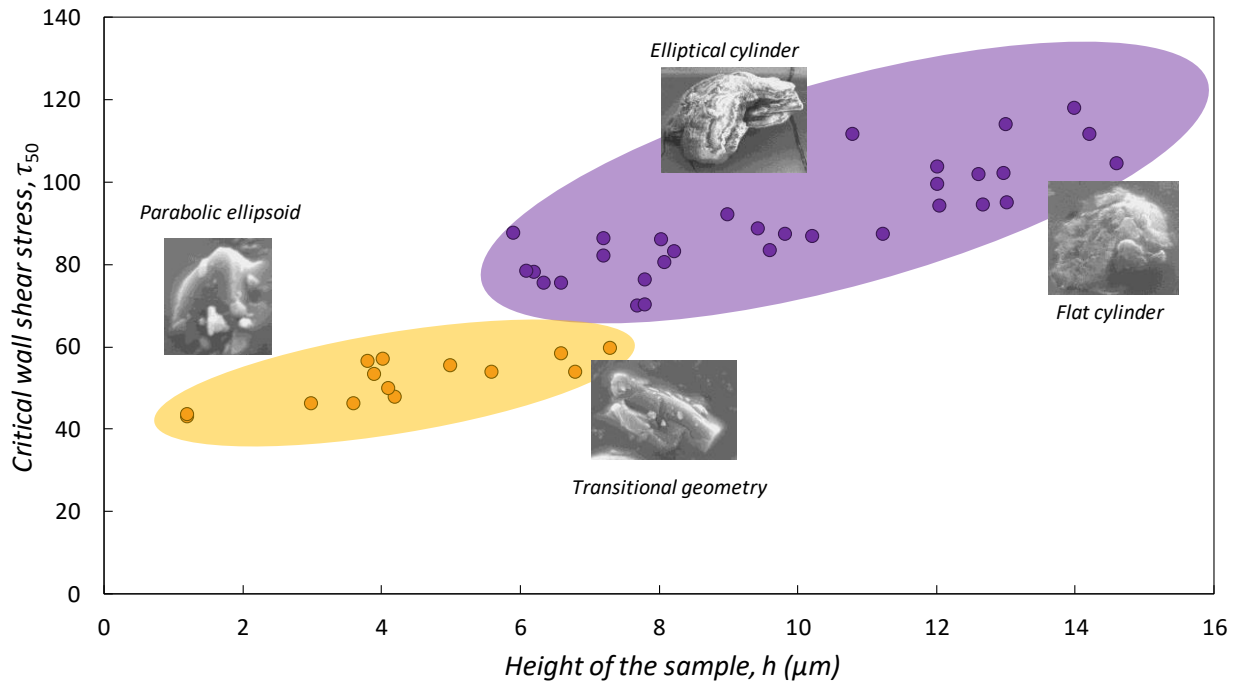 140
120
100
80
60
40
20
0
Critical wall shear stress, τ50
Elliptical cylinder
Parabolic ellipsoid
Flat cylinder
Transitional geometry
0 2 4 6 8 10 12 14 16
Height of the sample, h (μm)